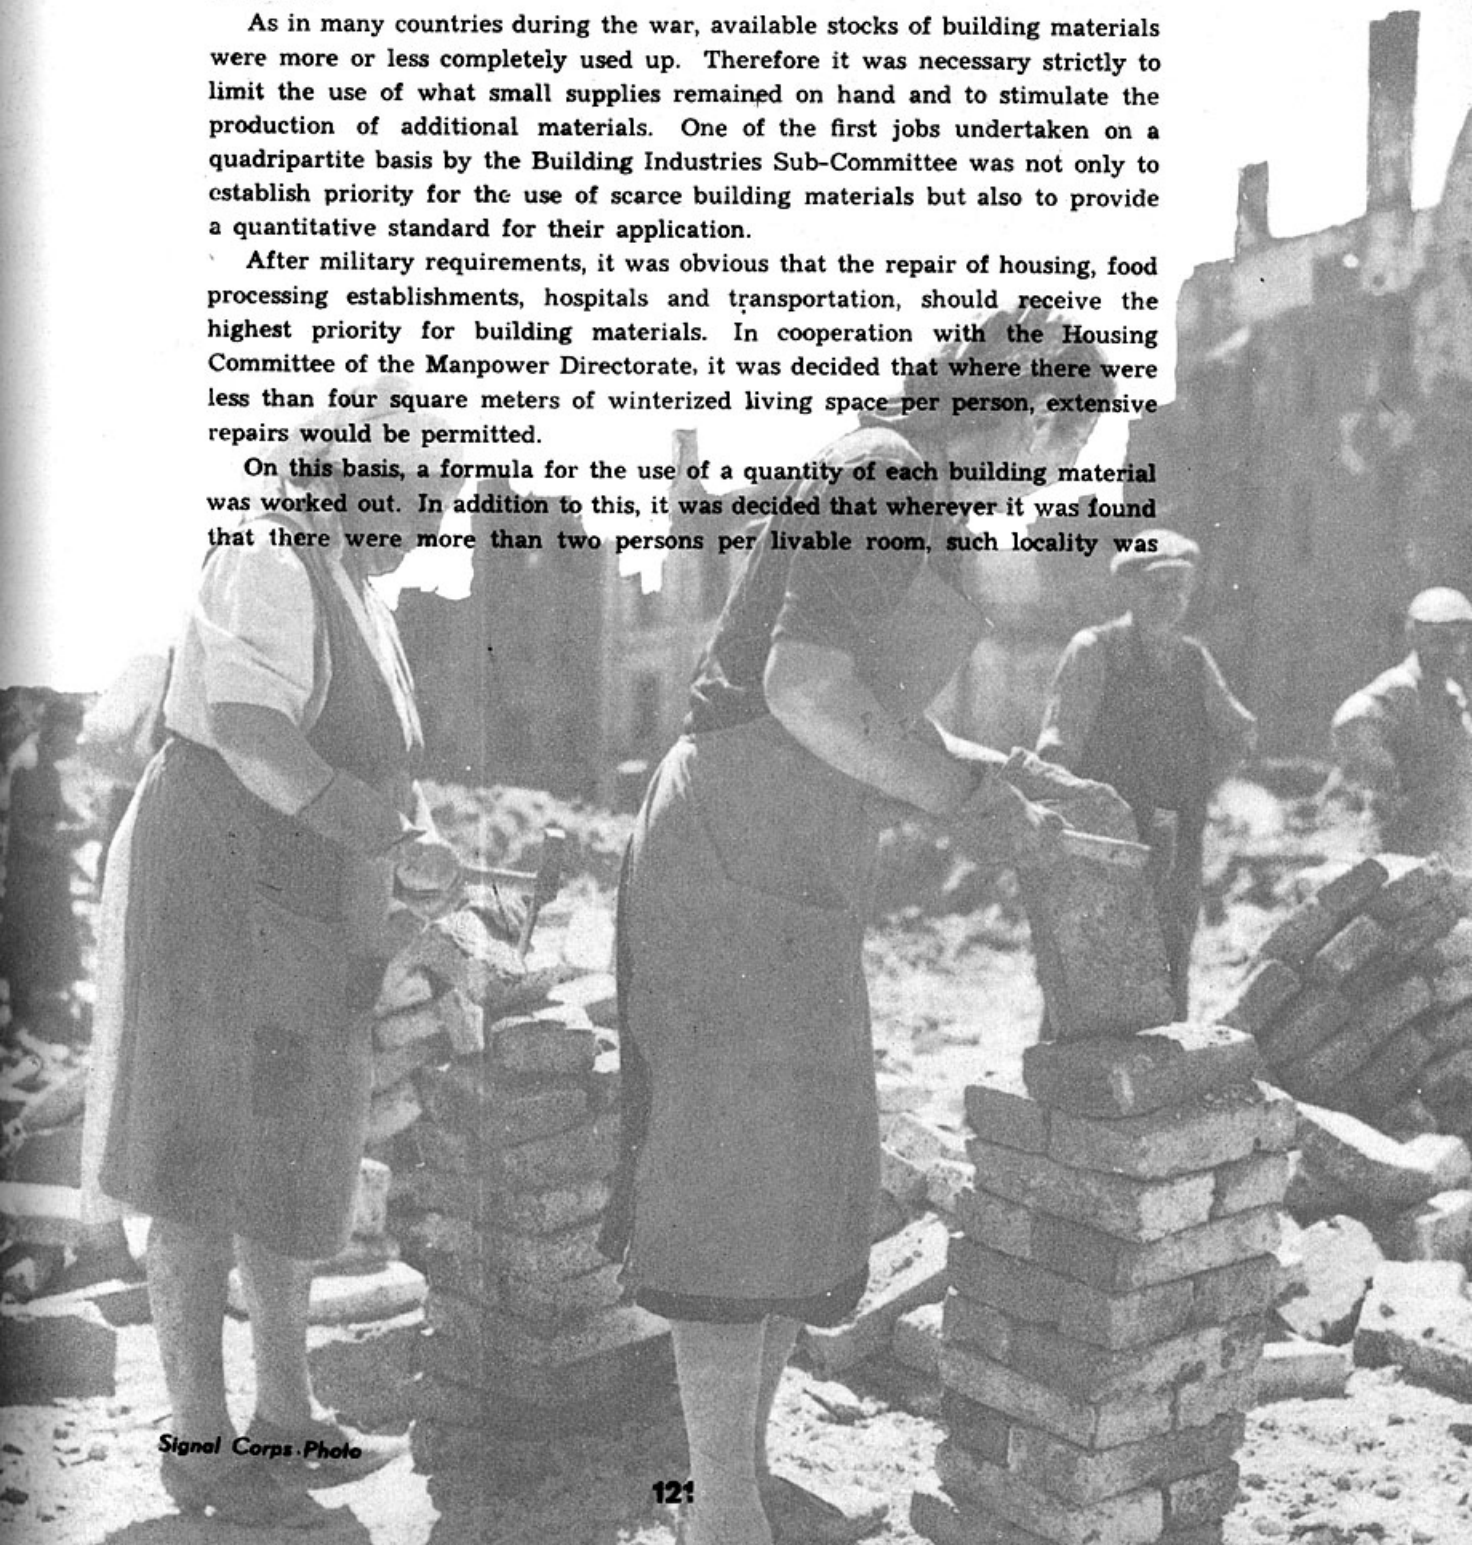 As in many countries during the war, available stocks of building materials
were more or less completely used up. Therefore it was necessary strictly to
limit the use of what small supplies remained on hand and to stimulate the
production of additional materials. One of the first jobs undertaken on a
quadripartite basis by the Building Industries Sub-Committee was not only to
establish priority for the use of scarce building materials but also to provide
a quantitative standard for their application.
After military requirements, it was obvious that the repair of housing, food
processing establishments, hospitals and transportation, should receive the
highest priority for building materials. In cooperation with the Housing
Committee of the Manpower Directorate, it was decided that where there were
less than four square meters of winterized living space per person, extensive
repairs would be permitted.
On this basis, a formula for the use of a quantity of each building material
was worked out. In addition to this, it was decided that wherever it was found
that there were more than two persons per livable room, such locality was
Signal Corps Photo
121